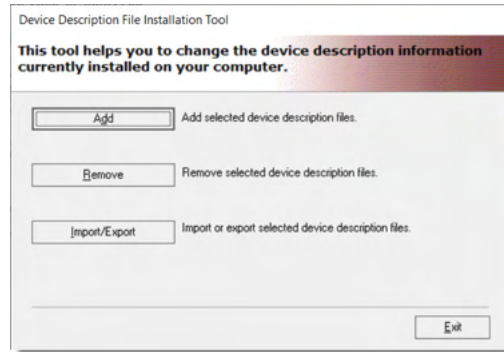 Device Description File Installation Tool
This tool helps you to change the device description information
currently installed on your computer.
Add
Add selected device description files.
Remove
Remove selected device description files.
Import/Export
Import or export selected device description files.
Exit